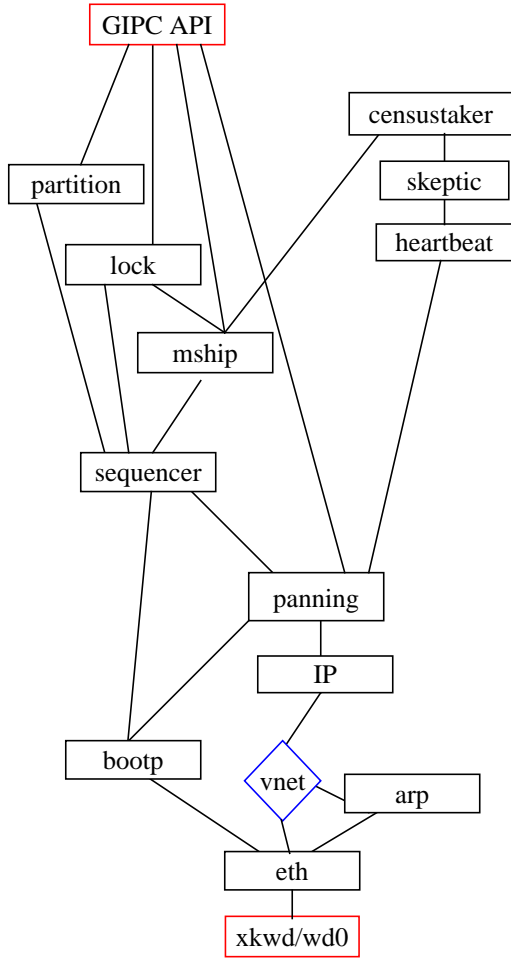 GIPC API
censustaker
partition
skeptic
heartbeat
lock
mship
sequencer
panning
IP
bootp
vnet
arp
eth
xkwd/wd0